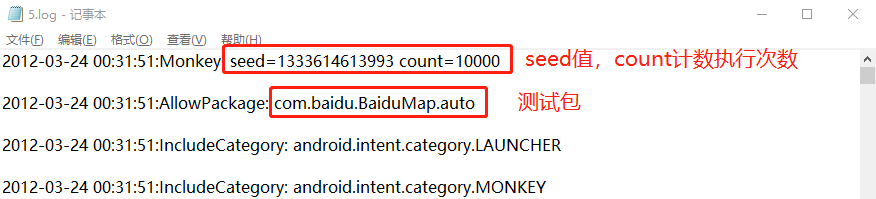 5.log - 记事本
文件(F) 编辑(E) 格式(O) 查看(V) 帮助(H)
2012-03-24 00:31:51:Monkey: seed=1333614613993 count=10000 seed值，count计数执行次数
2012-03-24 00:31:51:AllowPackage: com.baidu.BaiduMap.auto 测试包
2012-03-24 00:31:51:IncludeCategory: android.intent.category.LAUNCHER
2012-03-24 00:31:51:IncludeCategory: android.intent.category.MONKEY